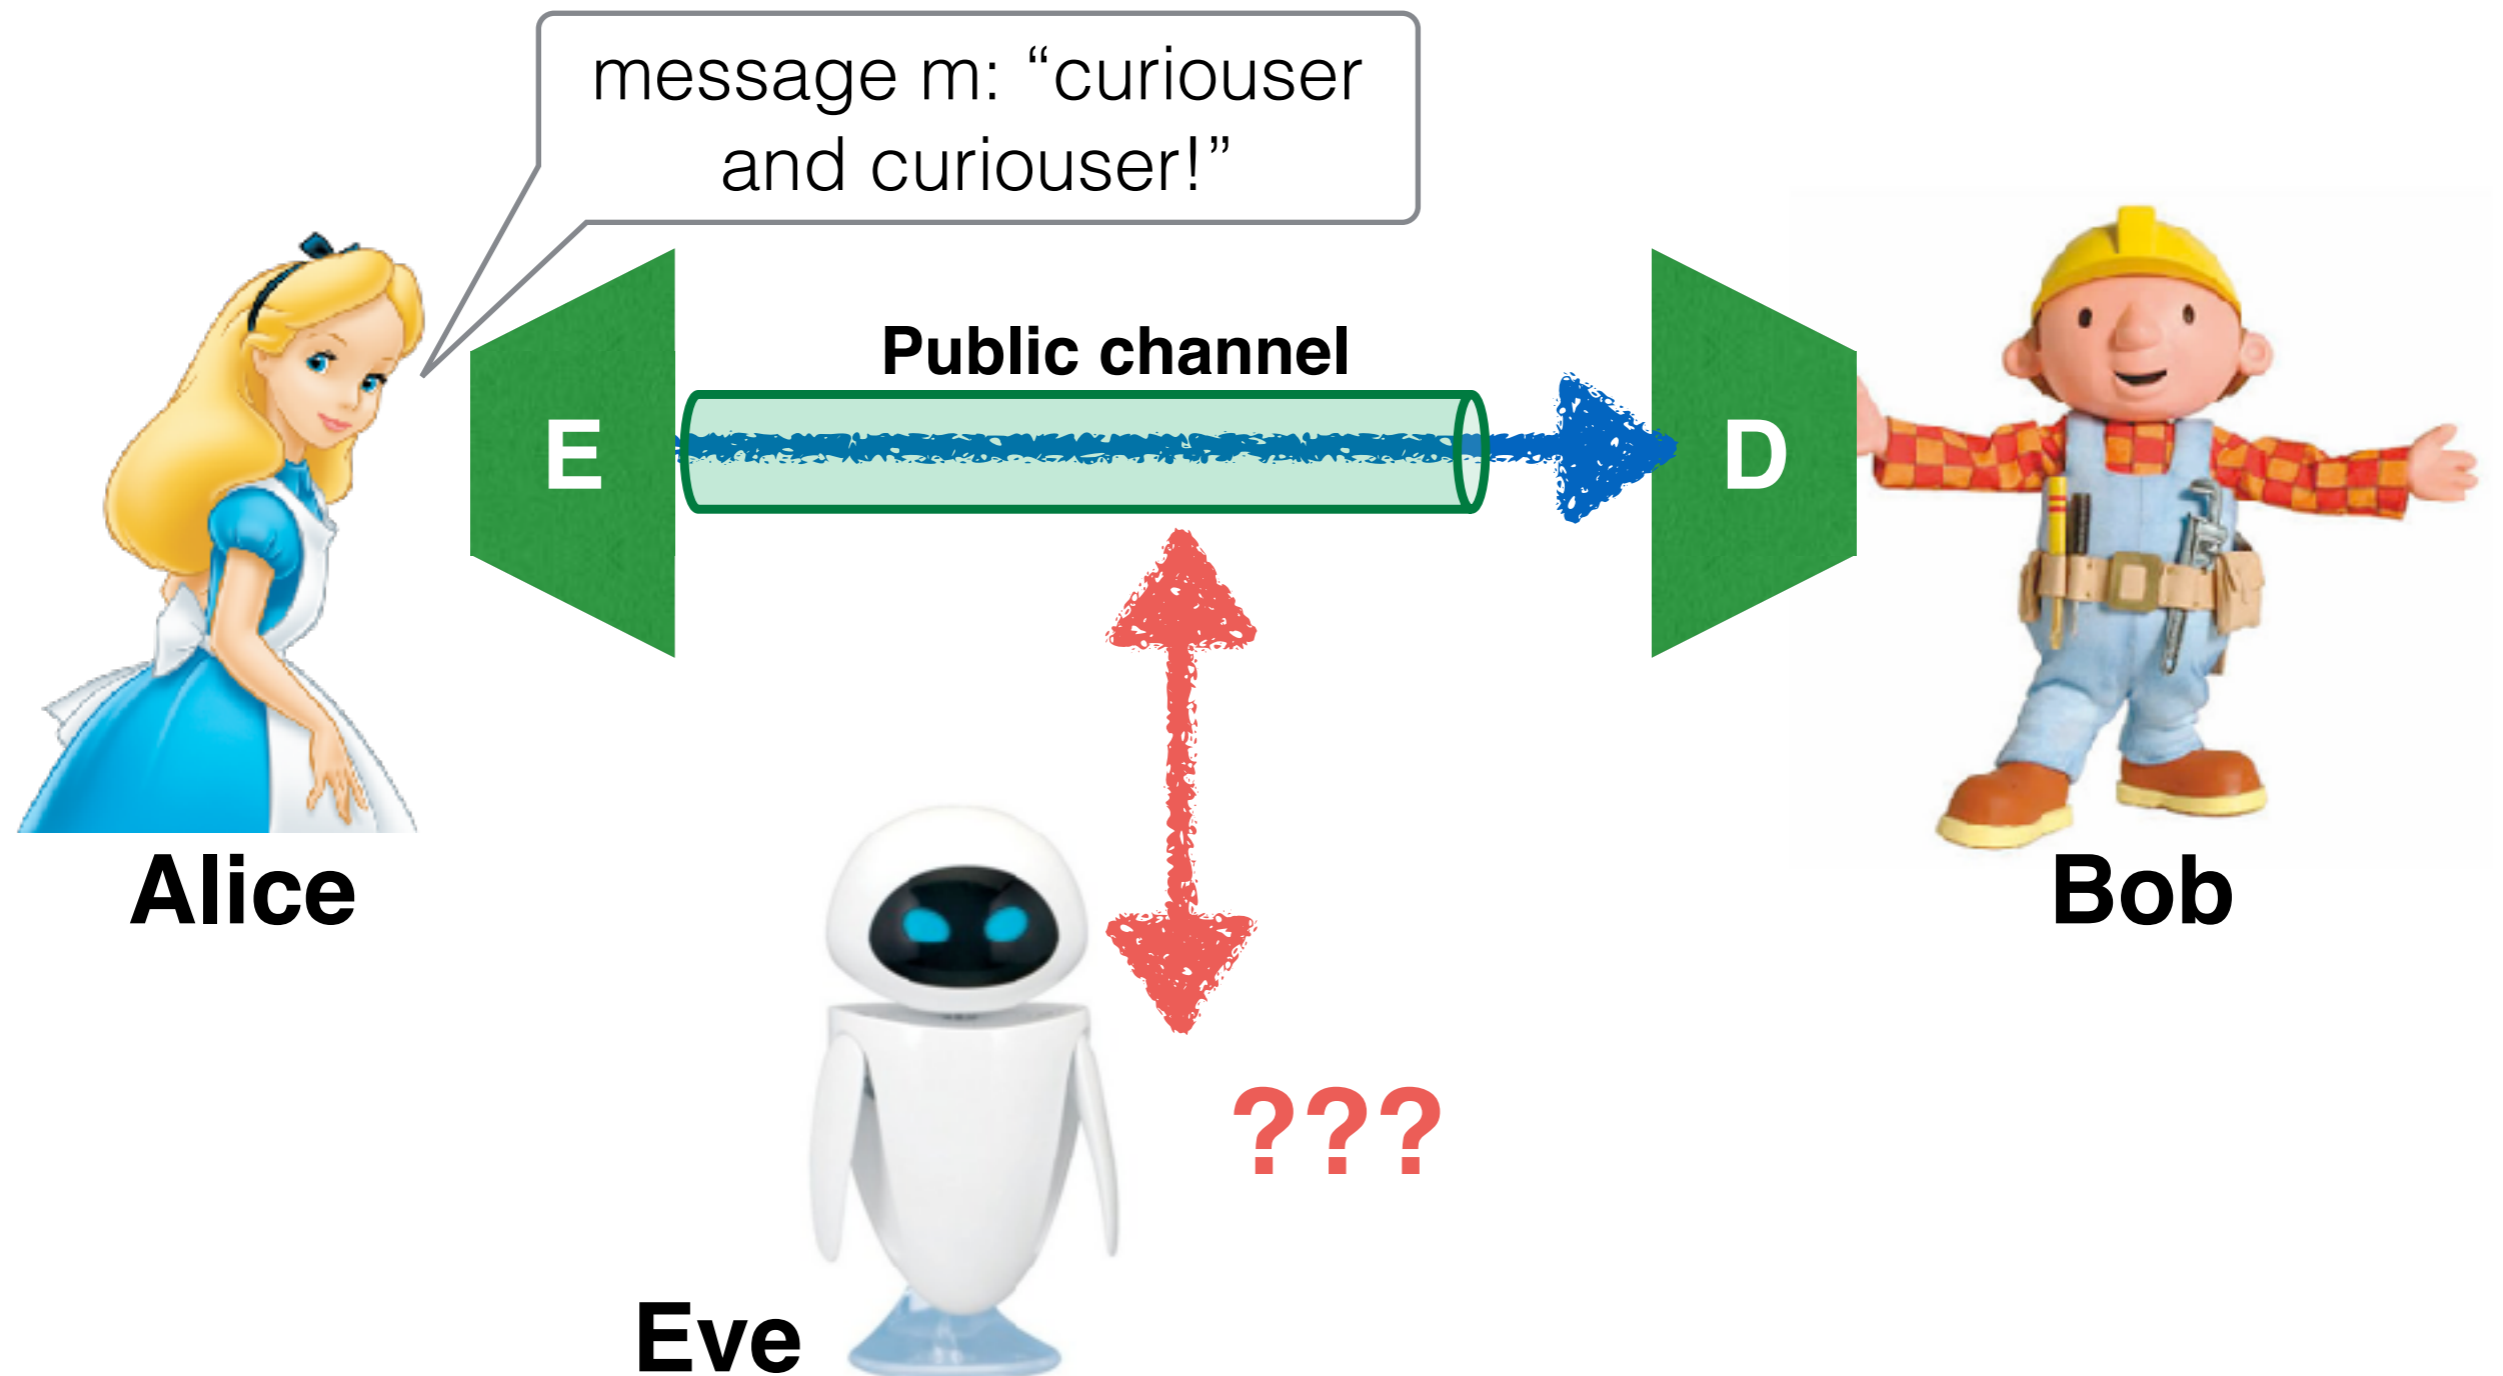 message m: “curiouser
and curiouser!”
Public channel
E
D
Alice
Bob
???
Eve